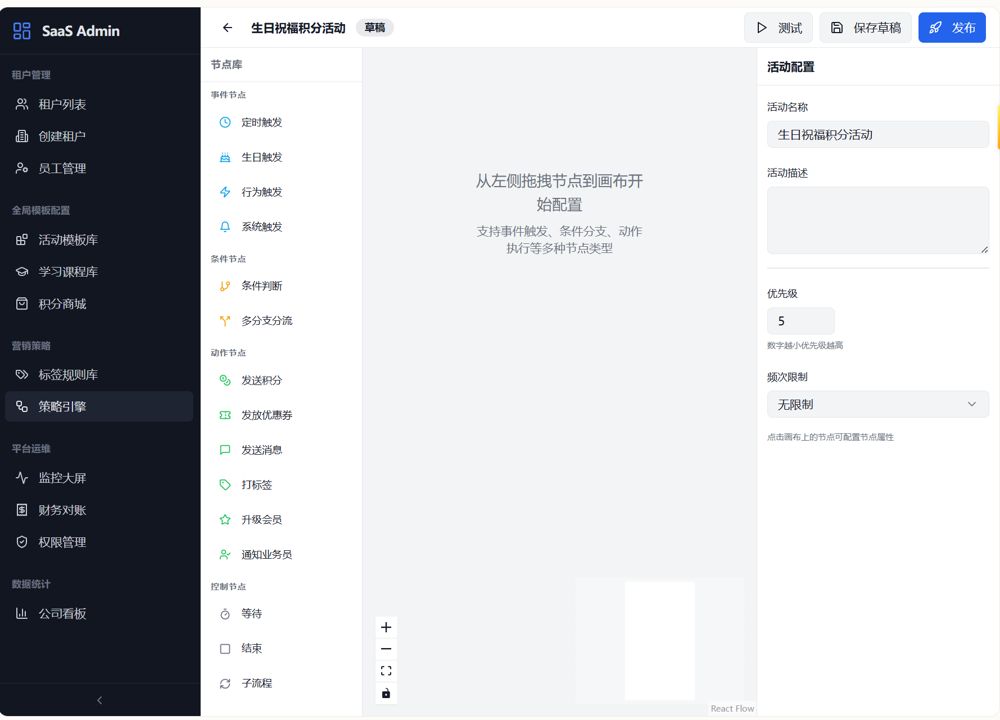 SaaS Admin
租户管理
租户列表
创建租户
员工管理
全局模板配置
活动模板库
学习课程库
积分商城
营销策略
标签规则库
策略引擎
平台运维
监控大屏
财务对账
权限管理
数据统计
公司看板
生日祝福积分活动
草稿
测试
保存草稿
发布
节点库
事件节点
定时触发
生日触发
行为触发
系统触发
条件节点
条件判断
多分支分流
动作节点
发送积分
发放优惠券
发送消息
打标签
升级会员
通知业务员
控制节点
等待
结束
子流程
从左侧拖拽节点到画布开
始配置
支持事件触发、条件分支、动作
执行等多种节点类型
React Flow
活动配置
活动名称
生日祝福积分活动
活动描述
优先级
5
数字越小优先级越高
频次限制
无限制
点击画布上的节点可配置节点属性